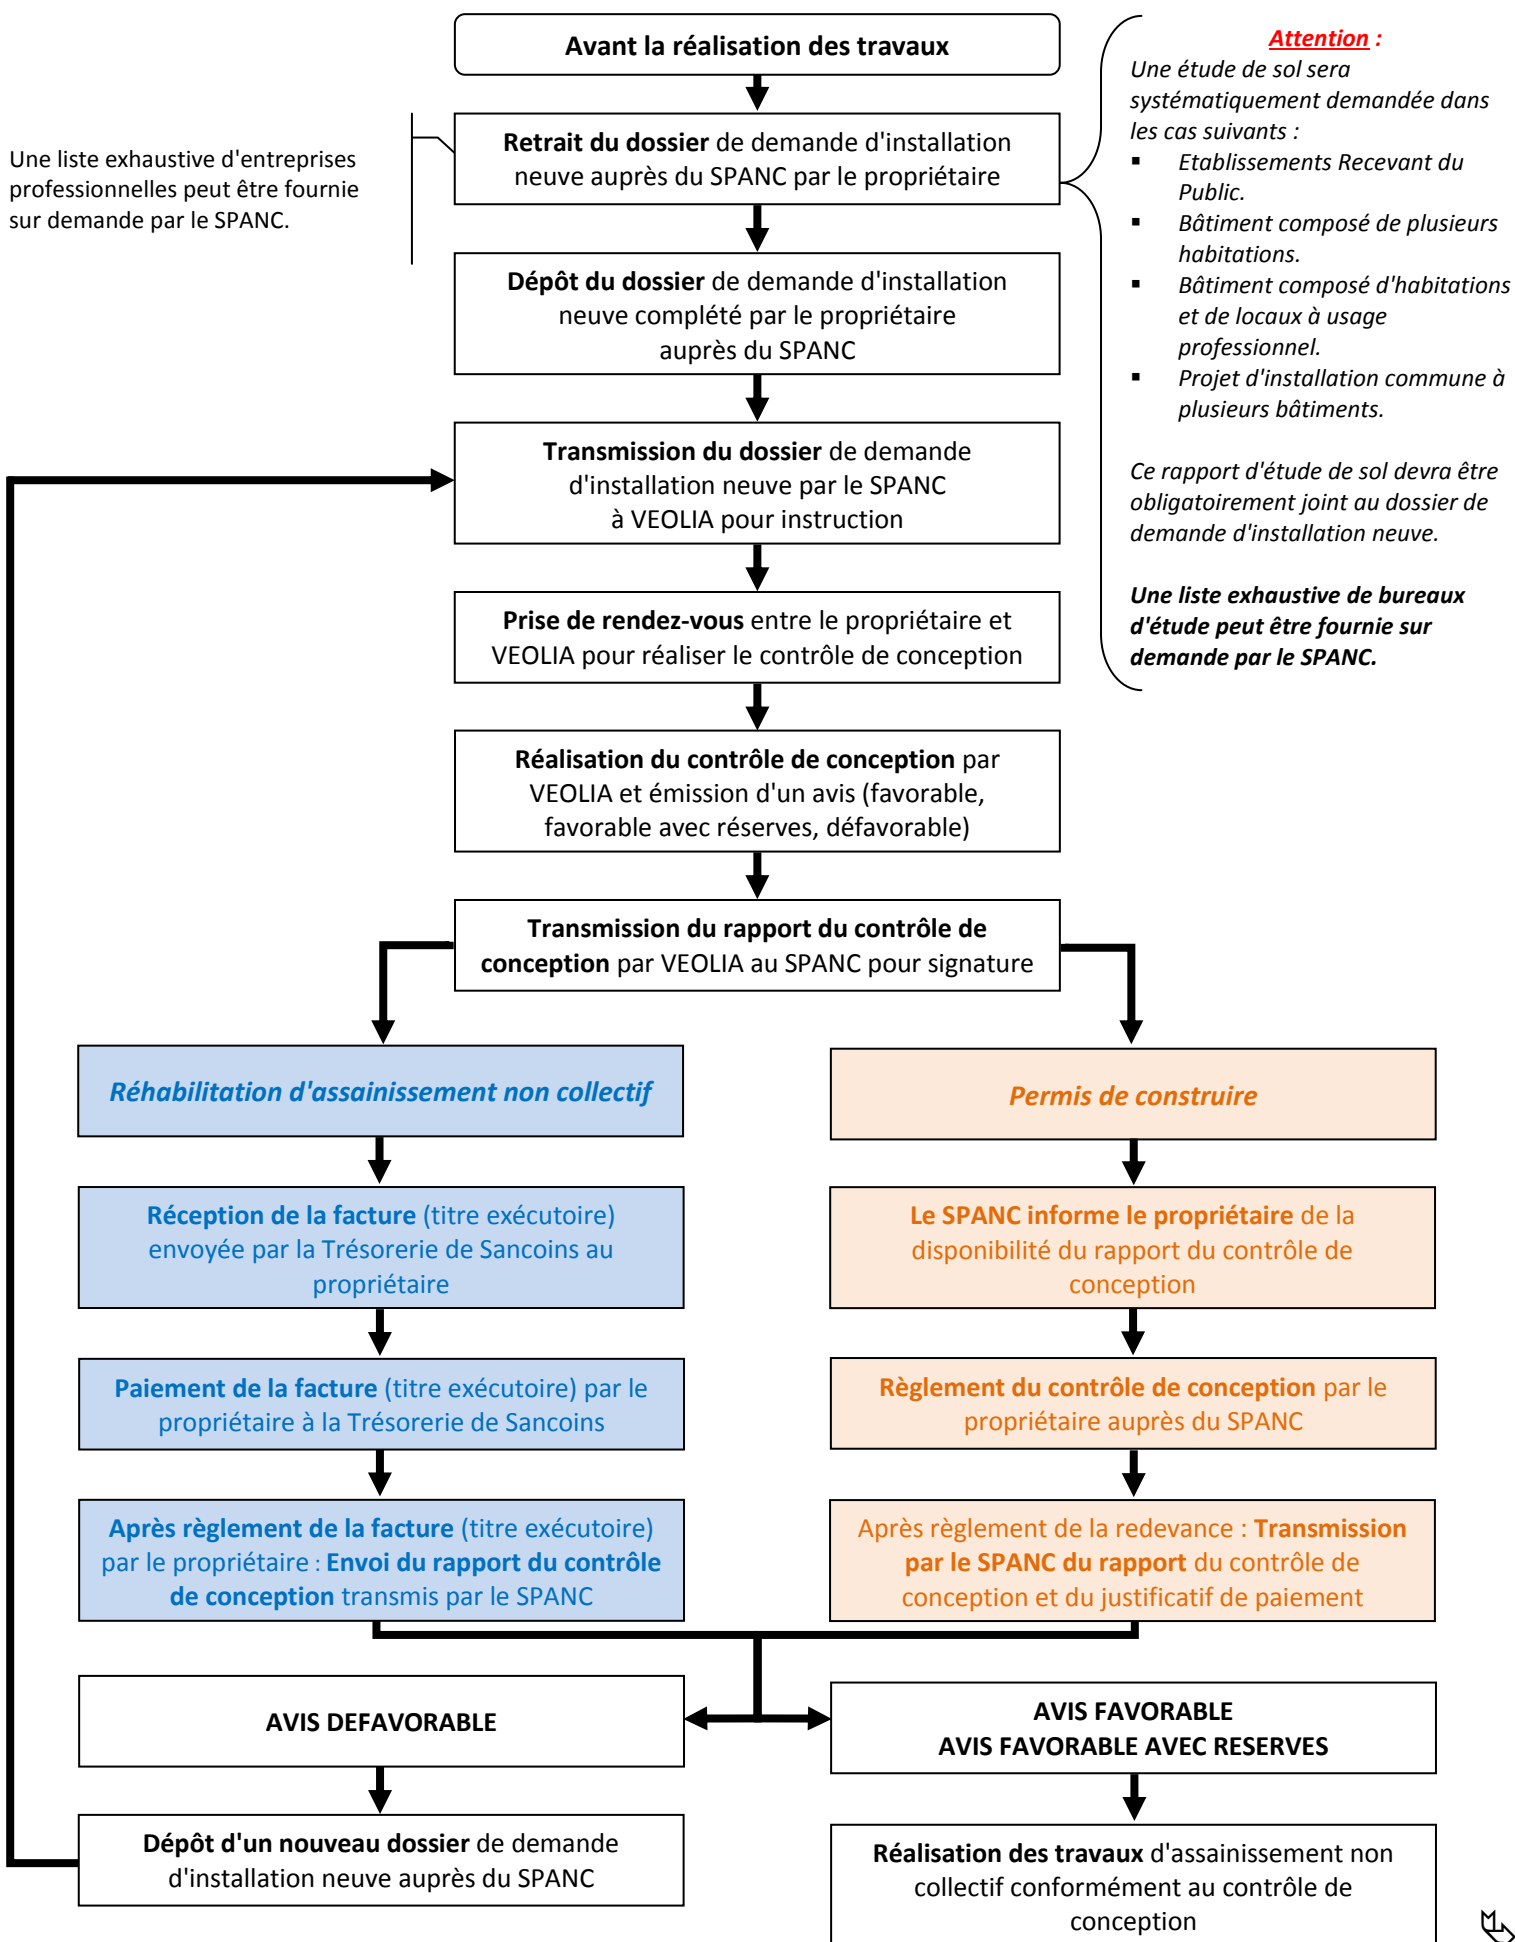 Avant la réalisation des travaux
Retrait du dossier de demande d'installation
neuve auprès du SPANC par le propriétaire
Une liste exhaustive d'entreprises
professionnelles peut être fournie
sur demande par le SPANC.
Attention :
Une étude de sol sera
systématiquement demandée dans
les cas suivants :
▪ Etablissements Recevant du
Public.
▪ Bâtiment composé de plusieurs
habitations.
▪ Bâtiment composé d'habitations
et de locaux à usage
professionnel.
▪ Projet d'installation commune à
plusieurs bâtiments.
Ce rapport d'étude de sol devra être
obligatoirement joint au dossier de
demande d'installation neuve.
Une liste exhaustive de bureaux
d'étude peut être fournie sur
demande par le SPANC.
Dépôt du dossier de demande d'installation
neuve complété par le propriétaire
auprès du SPANC
Transmission du dossier de demande
d'installation neuve par le SPANC
à VEOLIA pour instruction
Prise de rendez-vous entre le propriétaire et
VEOLIA pour réaliser le contrôle de conception
Réalisation du contrôle de conception par
VEOLIA et émission d'un avis (favorable,
favorable avec réserves, défavorable)
Transmission du rapport du contrôle de
conception par VEOLIA au SPANC pour signature
Réhabilitation d'assainissement non collectif
Réception de la facture (titre exécutoire)
envoyée par la Trésorerie de Sancoins au
propriétaire
Paiement de la facture (titre exécutoire) par le
propriétaire à la Trésorerie de Sancoins
Après règlement de la facture (titre exécutoire)
par le propriétaire : Envoi du rapport du contrôle
de conception transmis par le SPANC
Permis de construire
Le SPANC informe le propriétaire de la
disponibilité du rapport du contrôle de
conception
Règlement du contrôle de conception par le
propriétaire auprès du SPANC
Après règlement de la redevance : Transmission
par le SPANC du rapport du contrôle de
conception et du justificatif de paiement
AVIS DEFAVORABLE
Dépôt d'un nouveau dossier de demande
d'installation neuve auprès du SPANC
AVIS FAVORABLE
AVIS FAVORABLE AVEC RESERVES
Réalisation des travaux d'assainissement non
collectif conformément au contrôle de
conception